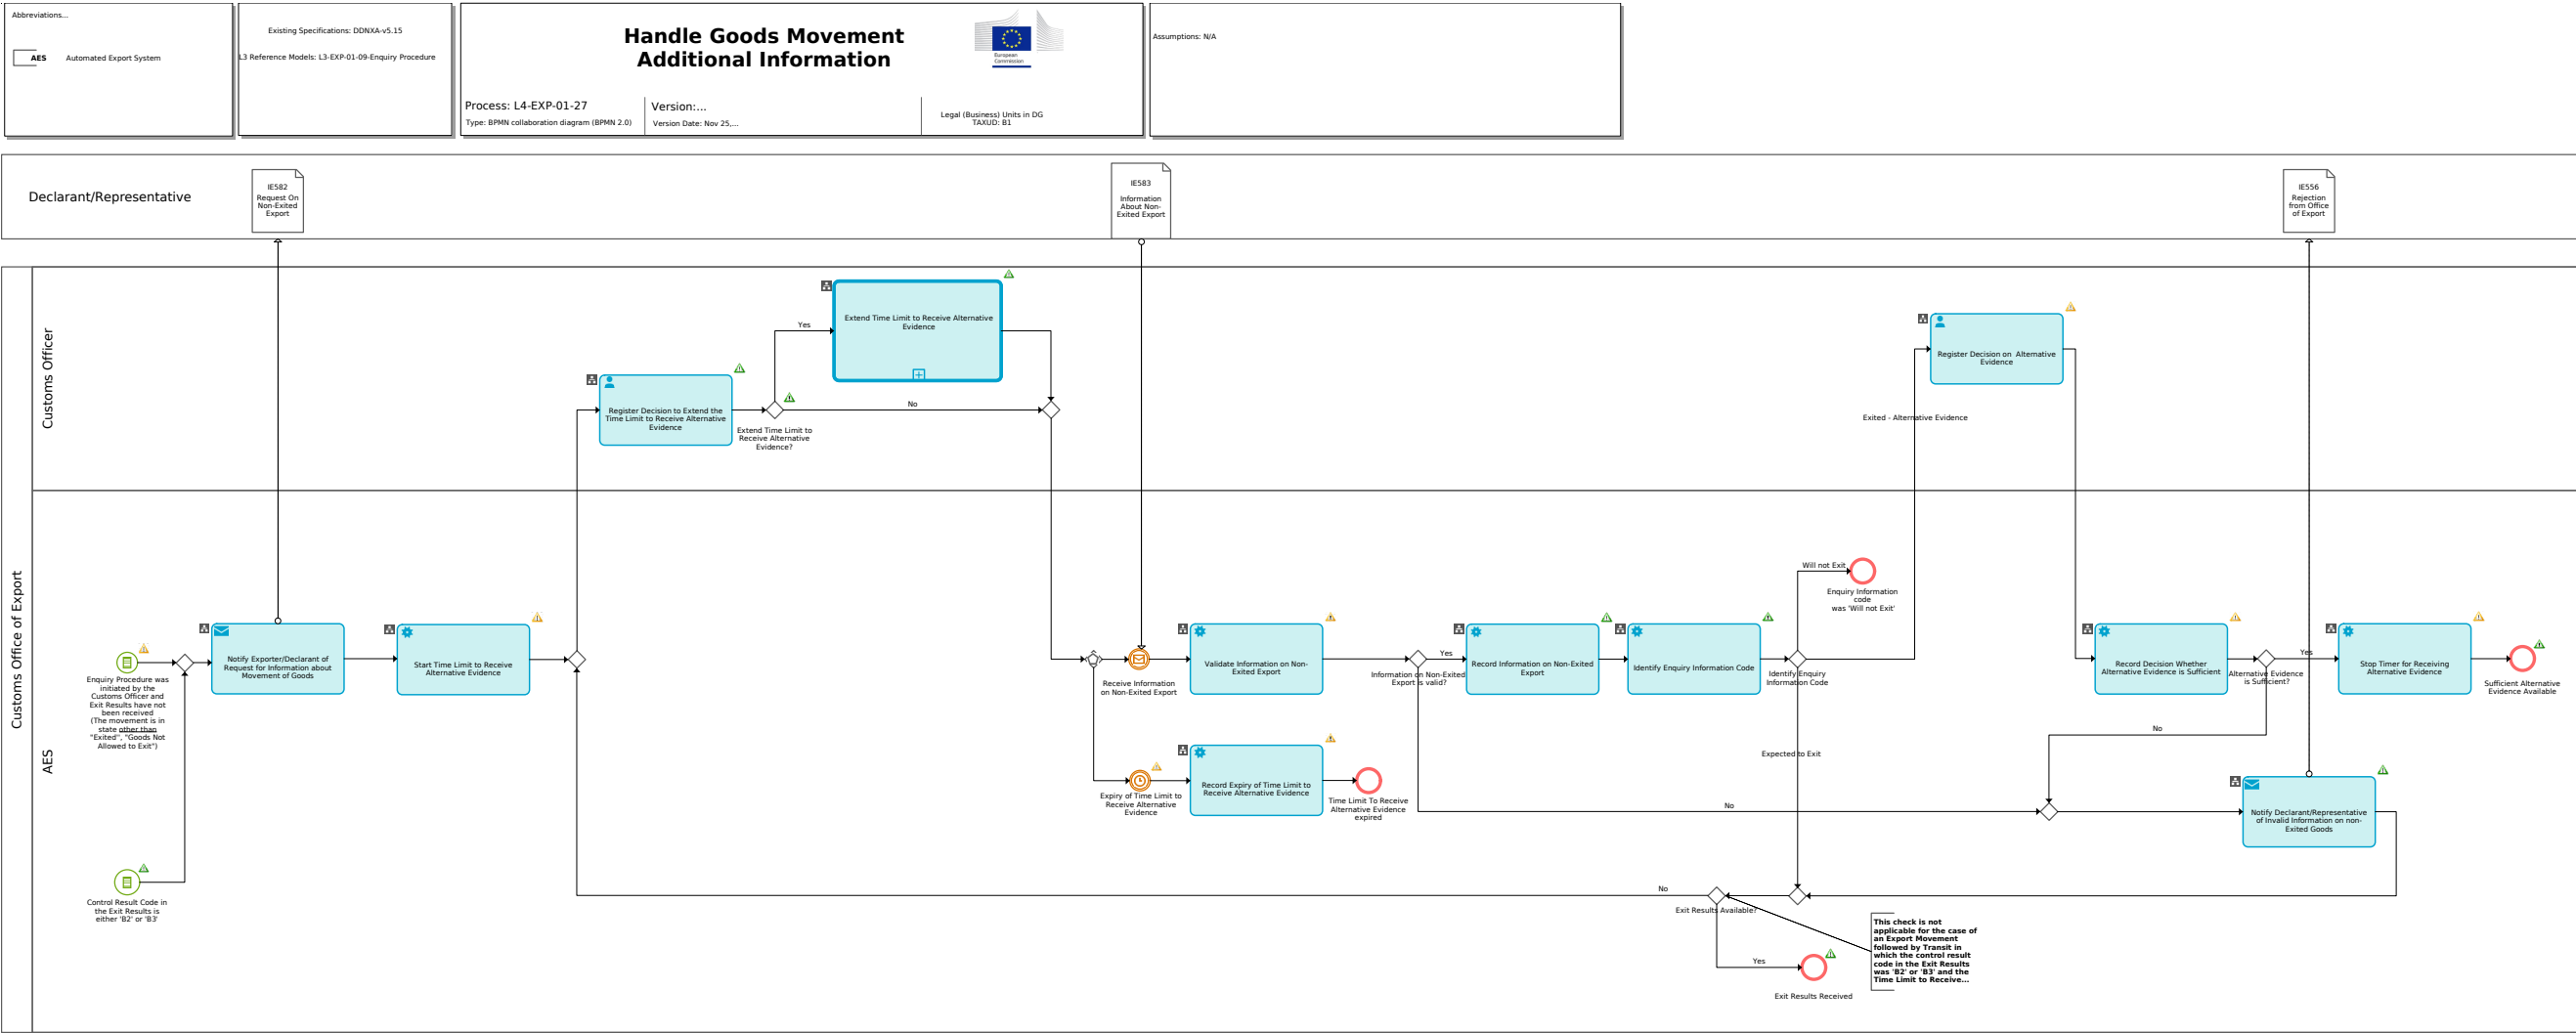 Abbreviations...
AES
Automated Export System
Existing Specifications: DDNXA-v5.15
L3 Reference Models: L3-EXP-01-09-Enquiry Procedure
Handle Goods Movement
Additional Information
European
Commission
Process: L4-EXP-01-27
Type: BPMN collaboration diagram (BPMN 2.0)
Version:...
Version Date: Nov 25,...
Legal (Business) Units in DG
TAXUD: B1
Assumptions: N/A
Declarant/Representative
IE582
Request On
Non-Exited
Export
IE583
Information
About Non-
Exited Export
IE556
Rejection
from Office
of Export
Customs Office of Export
Customs Officer
Register Decision to Extend the
Time Limit to Receive Alternative
Evidence
Extend Time Limit to
Receive Alternative
Evidence?
Yes
No
Extend Time Limit to Receive Alternative
Evidence
Register Decision on  Alternative
Evidence
Exited - Alternative Evidence
AES
Enquiry Procedure was
initiated by the
Customs Officer and
Exit Results have not
been received
(The movement is in
state other than
"Exited", "Goods Not
Allowed to Exit")
Control Result Code in
the Exit Results is
either 'B2' or 'B3'
Notify Exporter/Declarant of
Request for Information about
Movement of Goods
Start Time Limit to Receive
Alternative Evidence
Receive Information
on Non-Exited Export
Expiry of Time Limit to
Receive Alternative
Evidence
Validate Information on Non-
Exited Export
Record Expiry of Time Limit to
Receive Alternative Evidence
Time Limit To Receive
Alternative Evidence
expired
Information on Non-Exited
Export is valid?
Yes
No
Record Information on Non-Exited
Export
Identify Enquiry Information Code
Identify Enquiry
Information Code
Will not Exit
Enquiry Information
code
was 'Will not Exit'
Expected to Exit
Record Decision Whether
Alternative Evidence is Sufficient
Alternative Evidence
is Sufficient?
Yes
No
Stop Timer for Receiving
Alternative Evidence
Sufficient Alternative
Evidence Available
Notify Declarant/Representative
of Invalid Information on non-
Exited Goods
No
Exit Results Available?
Yes
Exit Results Received
This check is not
applicable for the case of
an Export Movement
followed by Transit in
which the control result
code in the Exit Results
was 'B2' or 'B3' and the
Time Limit to Receive...